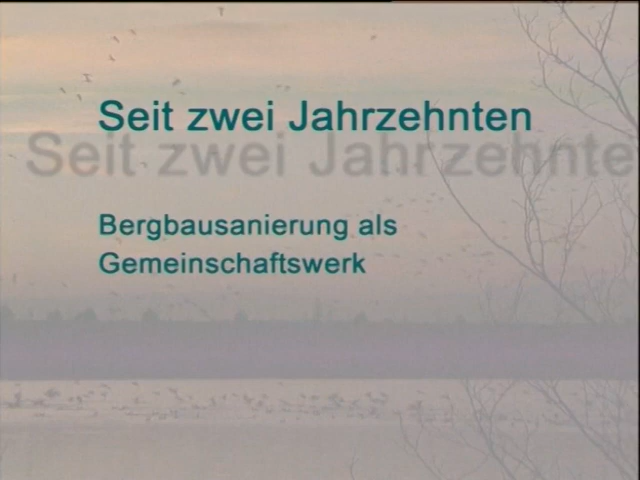 Seit zwei Jahrzehnten
Seit zwei Jahrzehnte
Bergbausanierung als
Gemeinschaftswerk